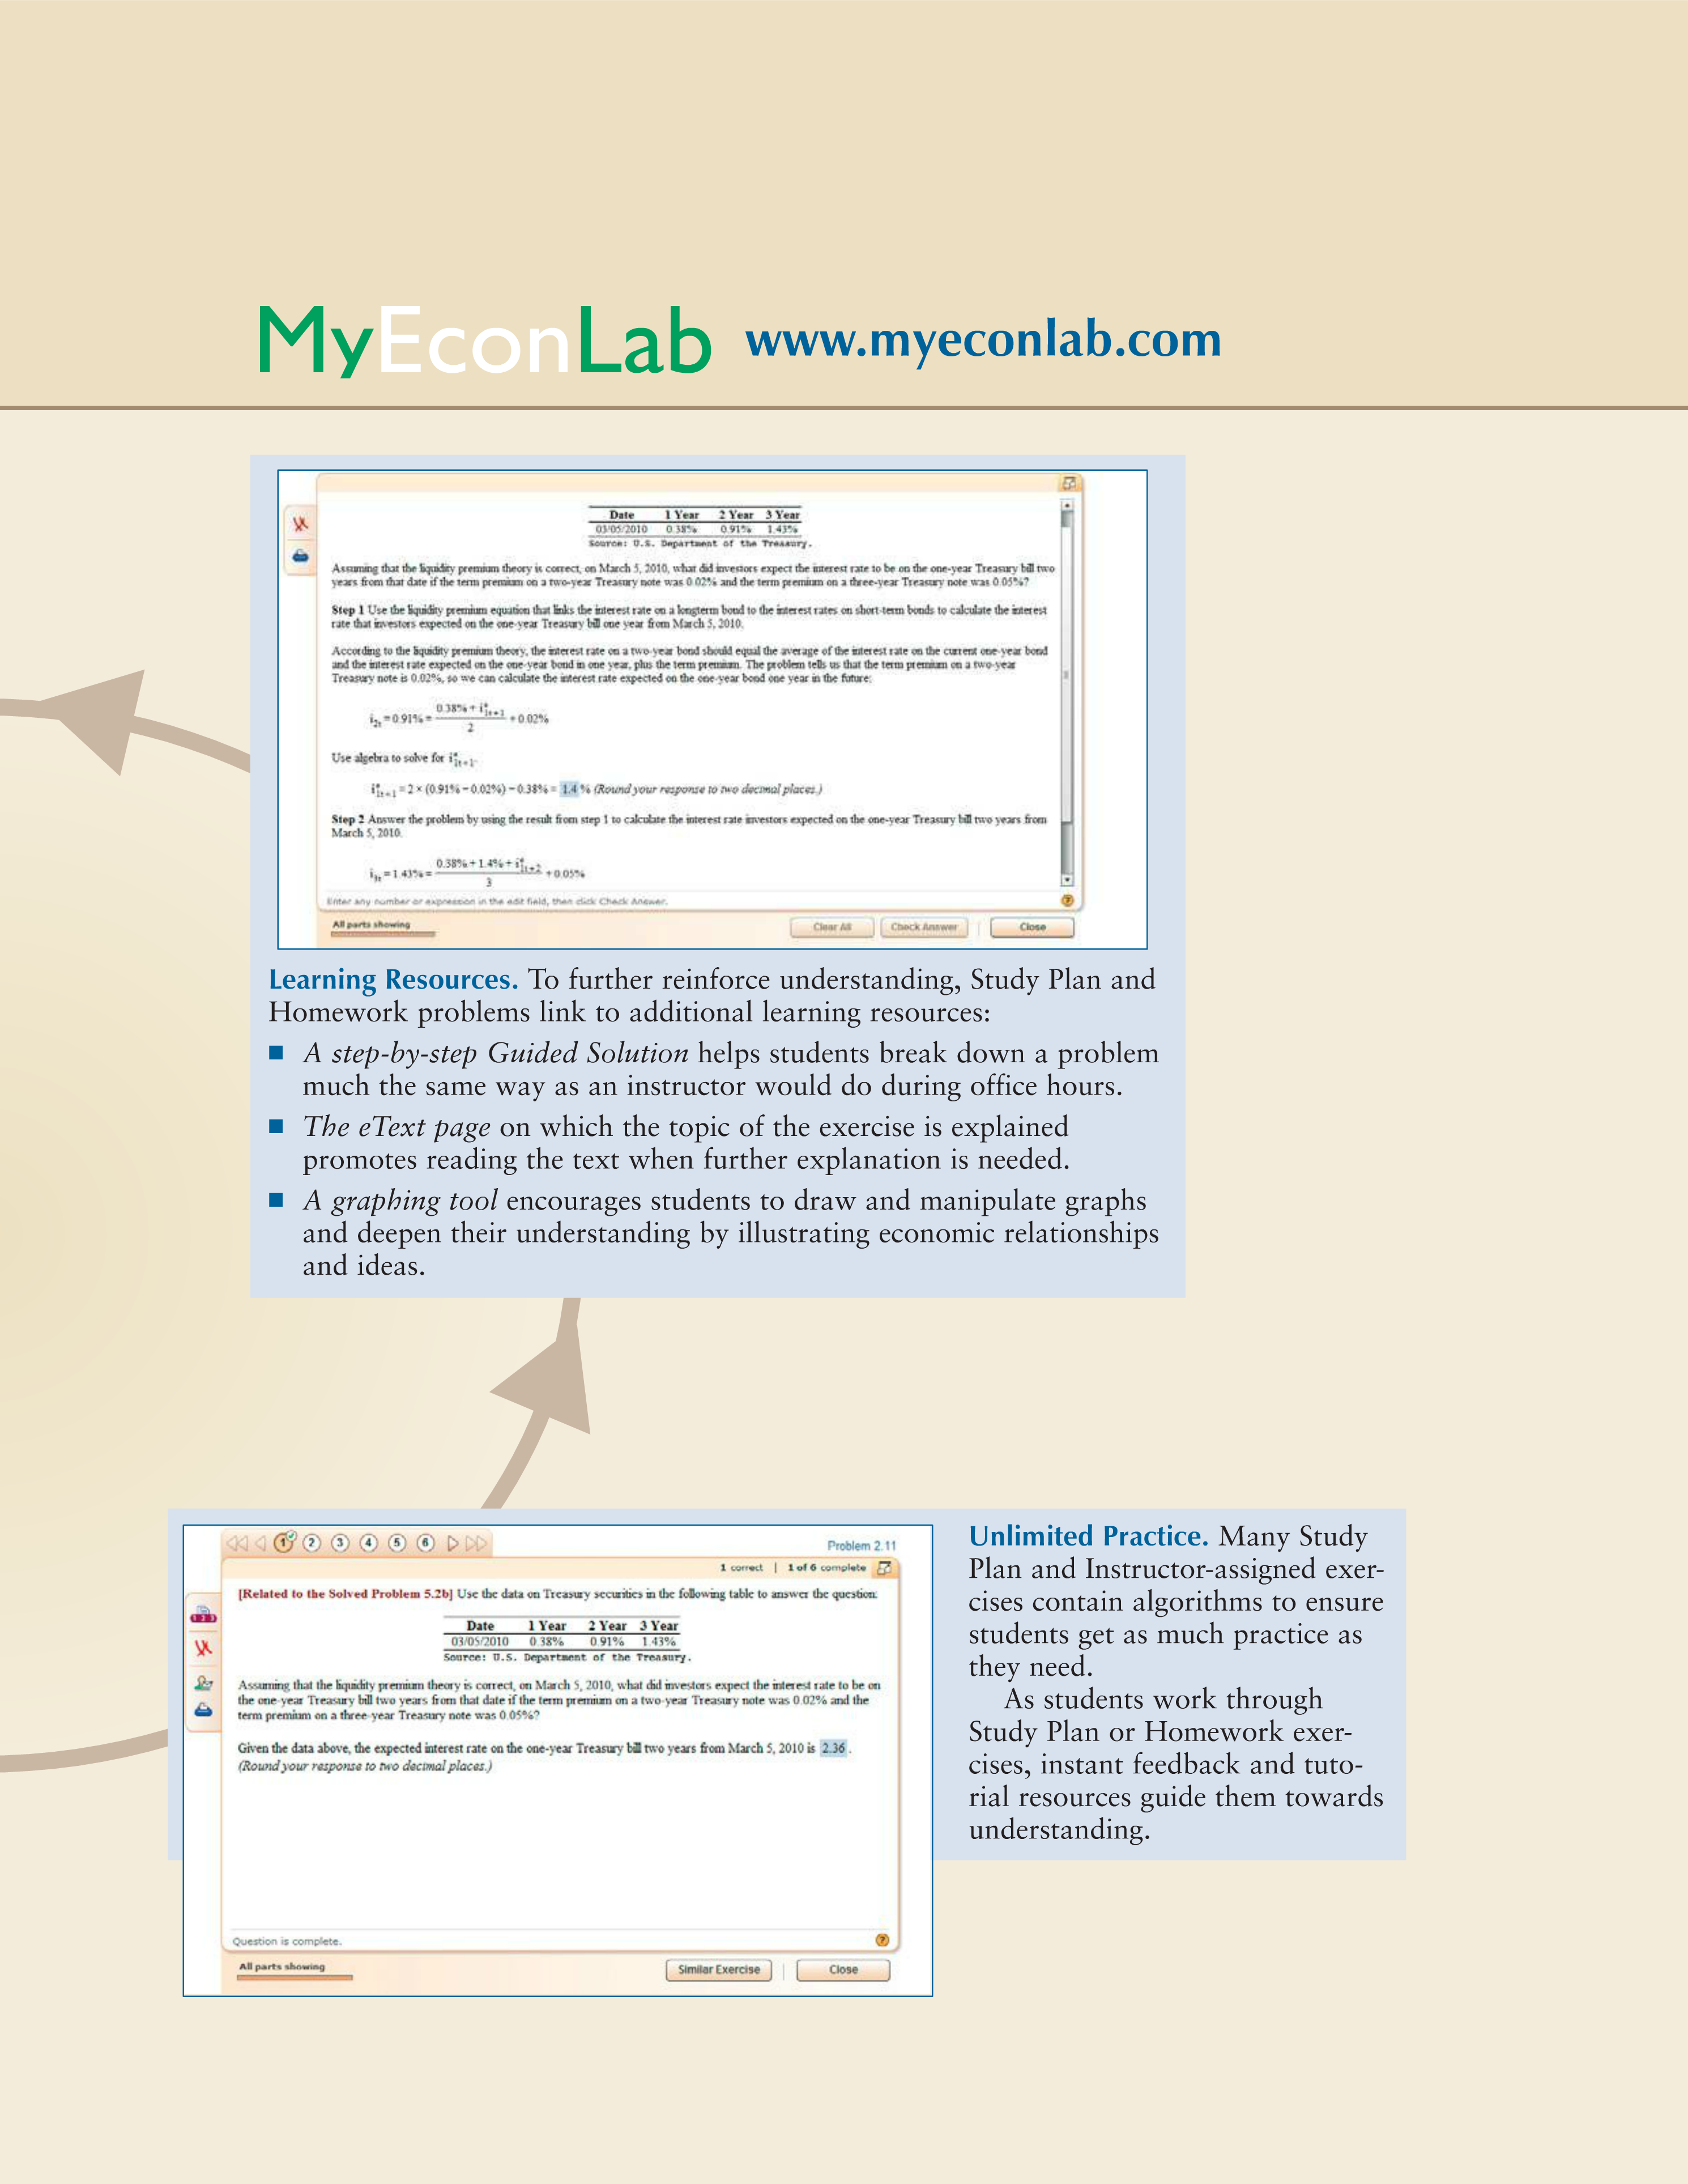 MyEconLab www.myeconlab.com
Date 1 Year 2 Year 3 Year
03/05/2010 0.38% 0.91% 1.43%
Source: U.S. Department of the Treasury.
Assuming that the liquidity premium theory is correct, on March 5, 2010, what did investors expect the interest rate to be on the one-year Treasury bill two
years from that date if the term premium on a two-year Treasury note was 0.02% and the term premium on a three-year Treasury note was 0.05%?
Step 1 Use the liquidity premium equation that links the interest rate on a longterm bond to the interest rates on short-term bonds to calculate the interest
rate that investors expected on the one-year Treasury bill one year from March 5, 2010.
According to the liquidity premium theory, the interest rate on a two-year bond should equal the average of the interest rate on the current one-year bond
and the interest rate expected on the one-year bond in one year, plus the term premium. The problem tells us that the term premium on a two-year
Treasury note is 0.02%, so we can calculate the interest rate expected on the one-year bond one year in the future:
i2t = 0.91% = (0.38% + i^e1t+1) / 2 + 0.02%
Use algebra to solve for i^e1t+1.
i^e1t+1 = 2 × (0.91% − 0.02%) − 0.38% = 1.4 % (Round your response to two decimal places.)
Step 2 Answer the problem by using the result from step 1 to calculate the interest rate investors expected on the one-year Treasury bill two years from
March 5, 2010.
i3t = 1.43% = (0.38% + 1.4% + i^e1t+2) / 3 + 0.05%
Enter any number or expression in the edit field, then click Check Answer.
All parts showing
Clear All Check Answer Close
Learning Resources. To further reinforce understanding, Study Plan and
Homework problems link to additional learning resources:
■ A step-by-step Guided Solution helps students break down a problem
much the same way as an instructor would do during office hours.
■ The eText page on which the topic of the exercise is explained
promotes reading the text when further explanation is needed.
■ A graphing tool encourages students to draw and manipulate graphs
and deepen their understanding by illustrating economic relationships
and ideas.
1 2 3 4 5 6
Problem 2.11
1 correct | 1 of 6 complete
[Related to the Solved Problem 5.2b] Use the data on Treasury securities in the following table to answer the question:
Date 1 Year 2 Year 3 Year
03/05/2010 0.38% 0.91% 1.43%
Source: U.S. Department of the Treasury.
Assuming that the liquidity premium theory is correct, on March 5, 2010, what did investors expect the interest rate to be on
the one-year Treasury bill two years from that date if the term premium on a two-year Treasury note was 0.02% and the
term premium on a three-year Treasury note was 0.05%?
Given the data above, the expected interest rate on the one-year Treasury bill two years from March 5, 2010 is 2.36 .
(Round your response to two decimal places.)
Question is complete.
All parts showing
Similar Exercise Close
Unlimited Practice. Many Study
Plan and Instructor-assigned exer-
cises contain algorithms to ensure
students get as much practice as
they need.
As students work through
Study Plan or Homework exer-
cises, instant feedback and tuto-
rial resources guide them towards
understanding.